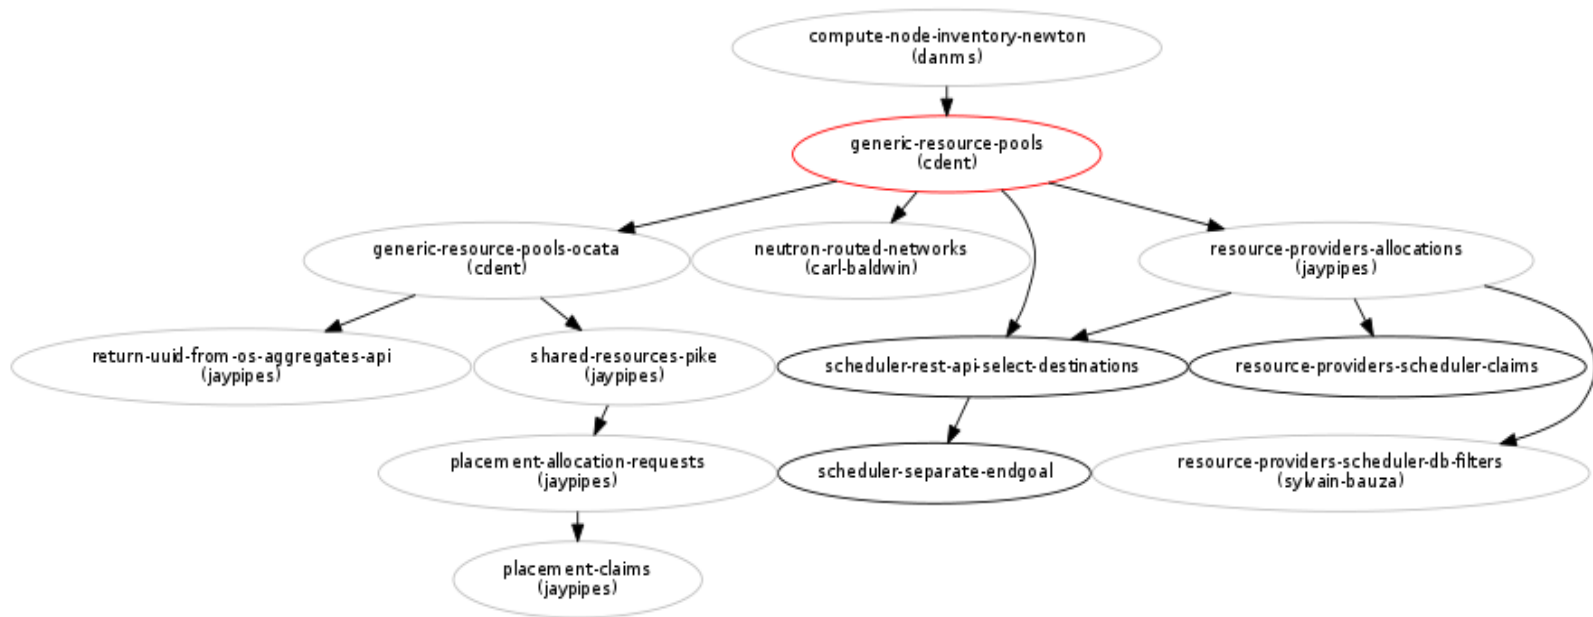 compute-node-inventory-newton
(danms)
generic-resource-pools
(cdent)
generic-resource-pools-ocata
(cdent)
neutron-routed-networks
(carl-baldwin)
resource-providers-allocations
(jaypipes)
return-uuid-from-os-aggregates-api
(jaypipes)
shared-resources-pike
(jaypipes)
scheduler-rest-api-select-destinations
resource-providers-scheduler-claims
placement-allocation-requests
(jaypipes)
scheduler-separate-endgoal
resource-providers-scheduler-db-filters
(sylvain-bauza)
placement-claims
(jaypipes)